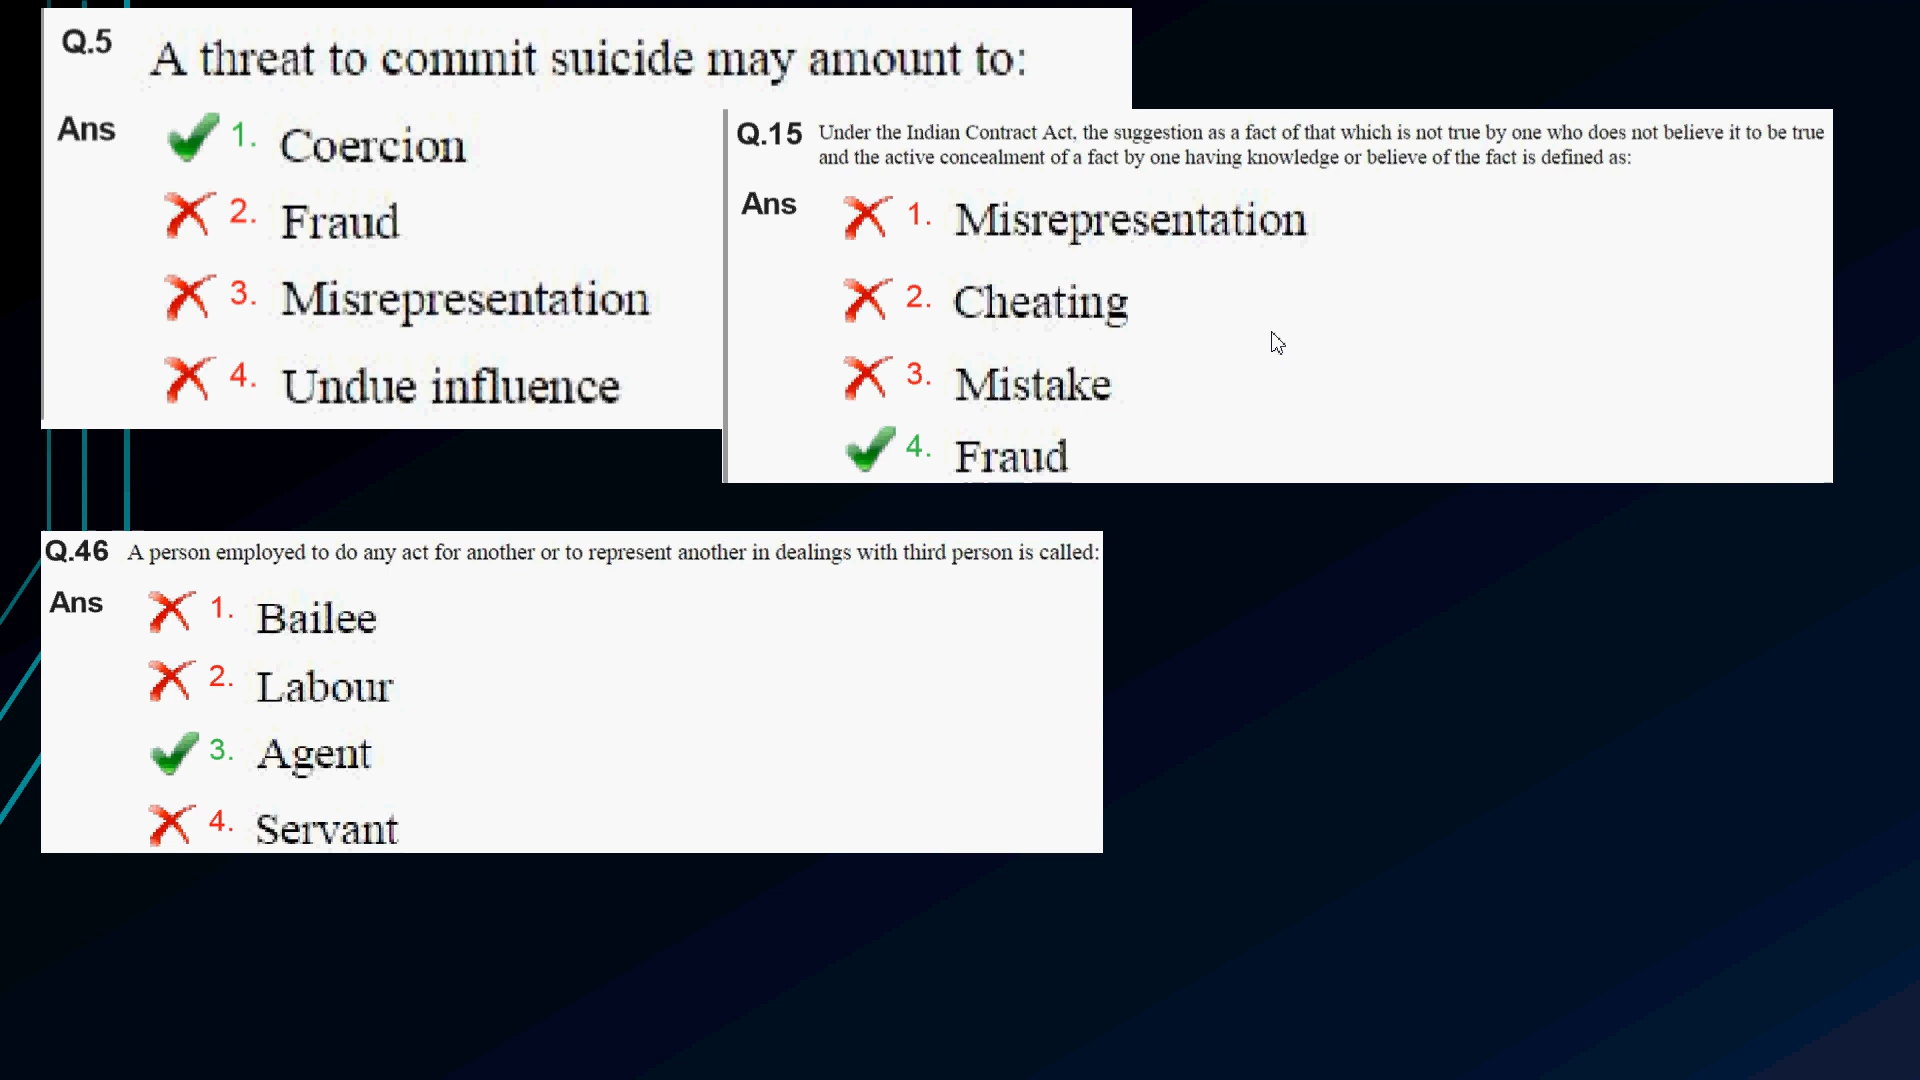 Q.5 A threat to commit suicide may amount to:
Ans 1. Coercion
2. Fraud
3. Misrepresentation
4. Undue influence
Q.15 Under the Indian Contract Act, the suggestion as a fact of that which is not true by one who does not believe it to be true
and the active concealment of a fact by one having knowledge or believe of the fact is defined as:
Ans 1. Misrepresentation
2. Cheating
3. Mistake
4. Fraud
Q.46 A person employed to do any act for another or to represent another in dealings with third person is called:
Ans 1. Bailee
2. Labour
3. Agent
4. Servant